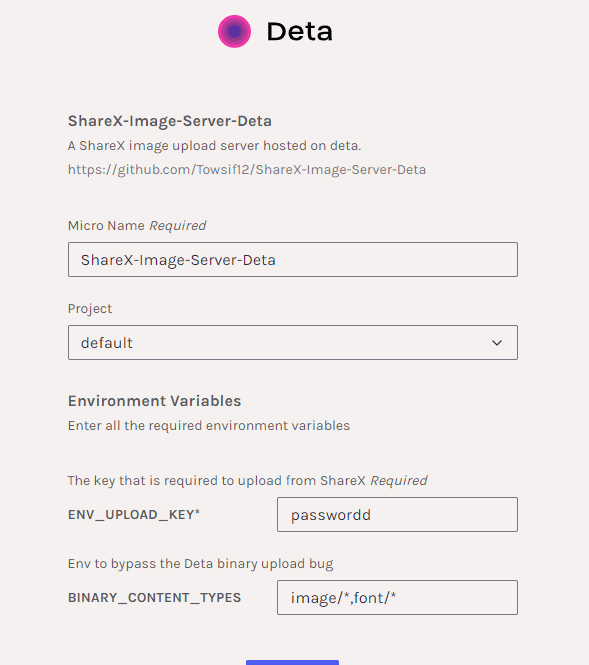 Deta
ShareX-Image-Server-Deta
A ShareX image upload server hosted on deta.
https://github.com/Towsif12/ShareX-Image-Server-Deta
Micro Name Required
ShareX-Image-Server-Deta
Project
default
Environment Variables
Enter all the required environment variables
The key that is required to upload from ShareX Required
ENV_UPLOAD_KEY* passwordd
Env to bypass the Deta binary upload bug
BINARY_CONTENT_TYPES image/*,font/*